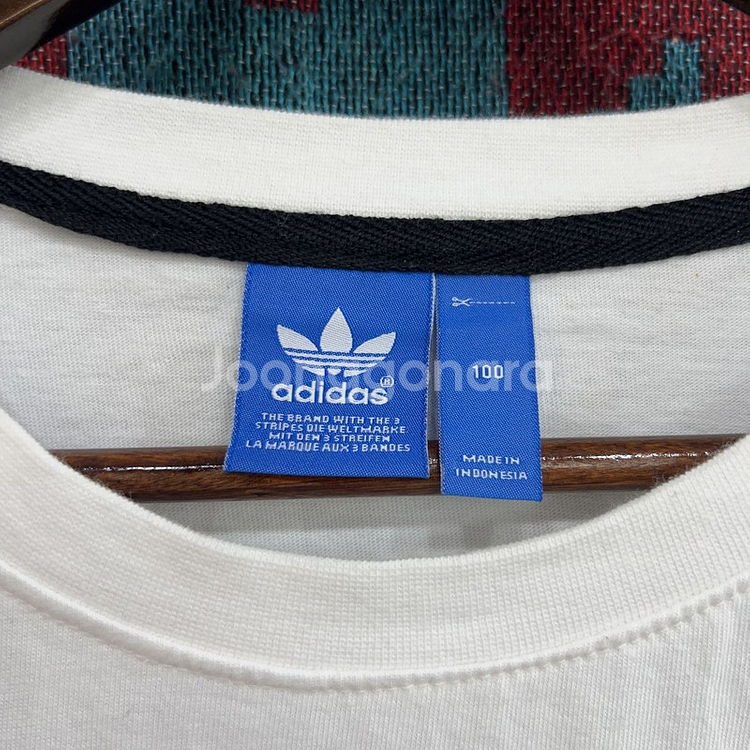 Joonggonara
adidas®
THE BRAND WITH THE 3
STRIPES DIE WELTMARKE
MIT DEN 3 STREIFEN
LA MARQUE AUX 3 BANDES
100
MADE IN
INDONESIA